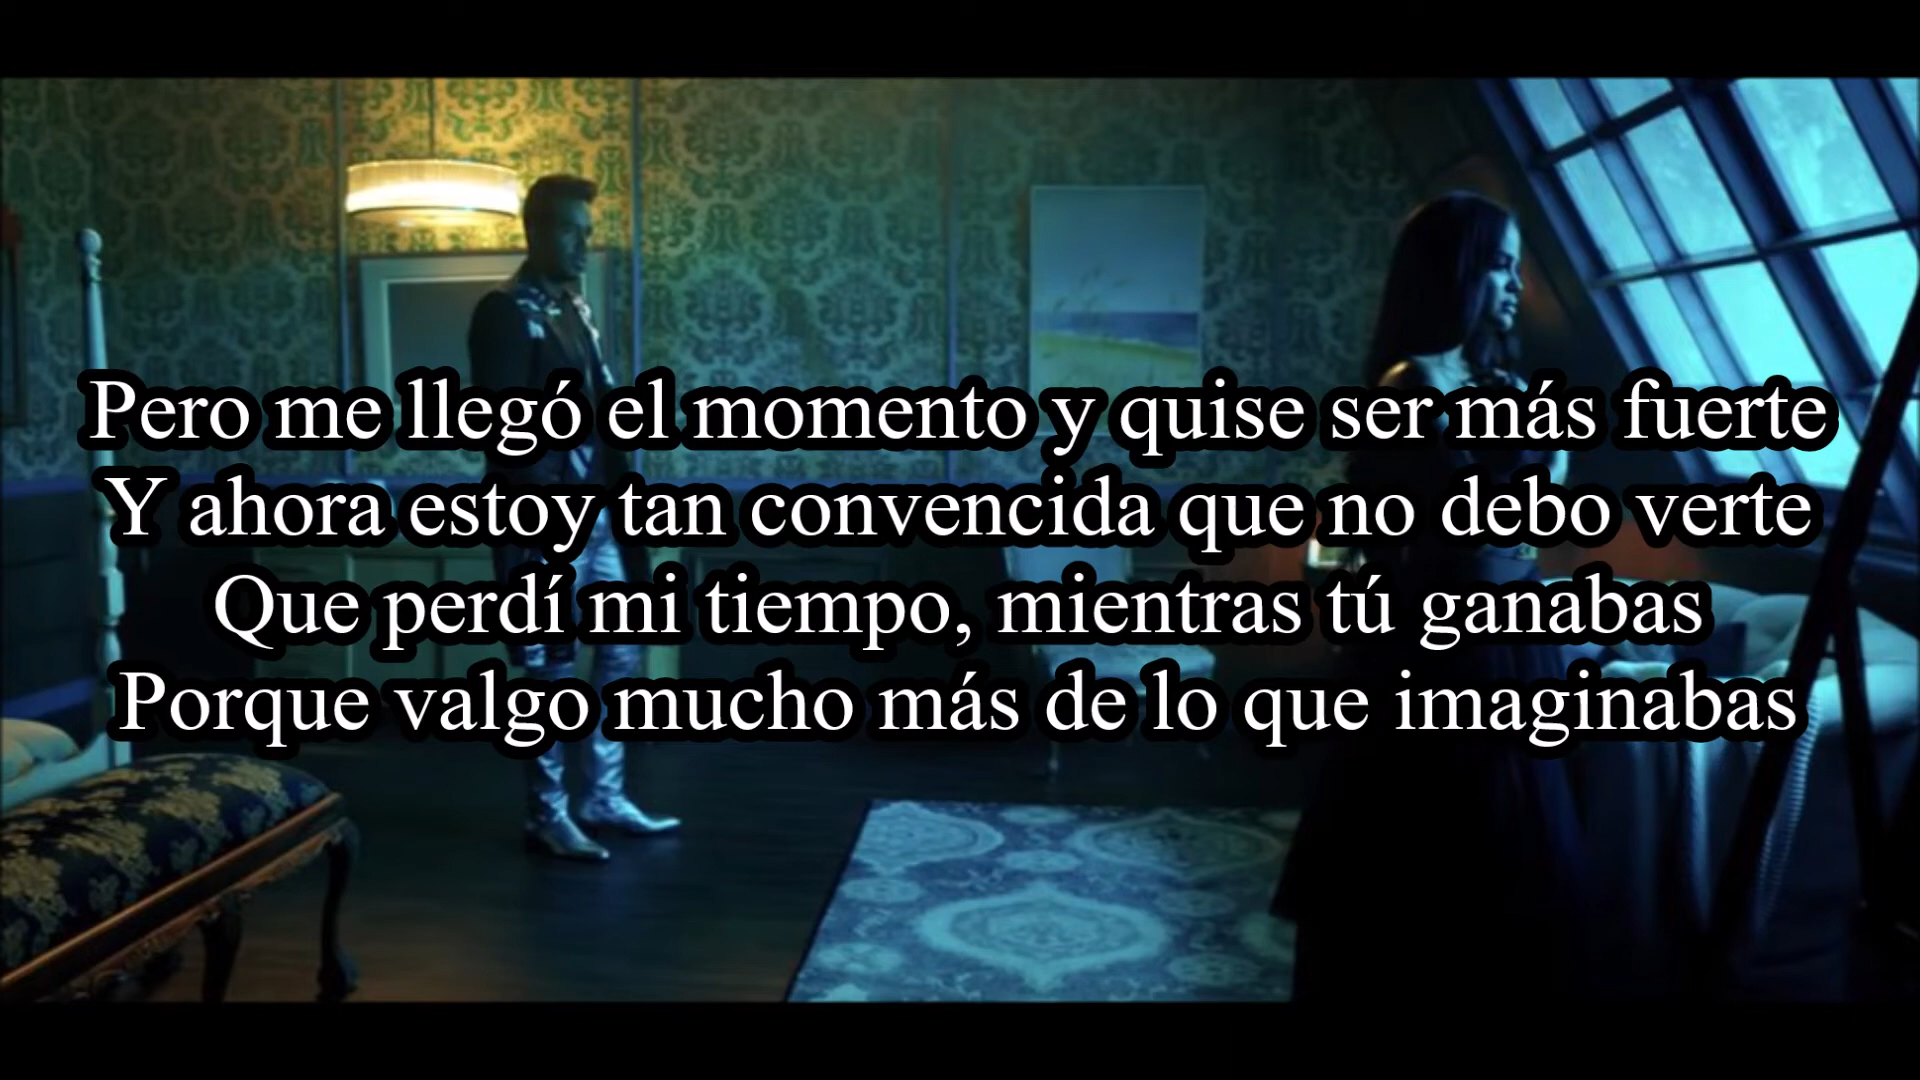 Pero me llegó el momento y quise ser más fuerte
Y ahora estoy tan convencida que no debo verte
Que perdí mi tiempo, mientras tú ganabas
Porque valgo mucho más de lo que imaginabas